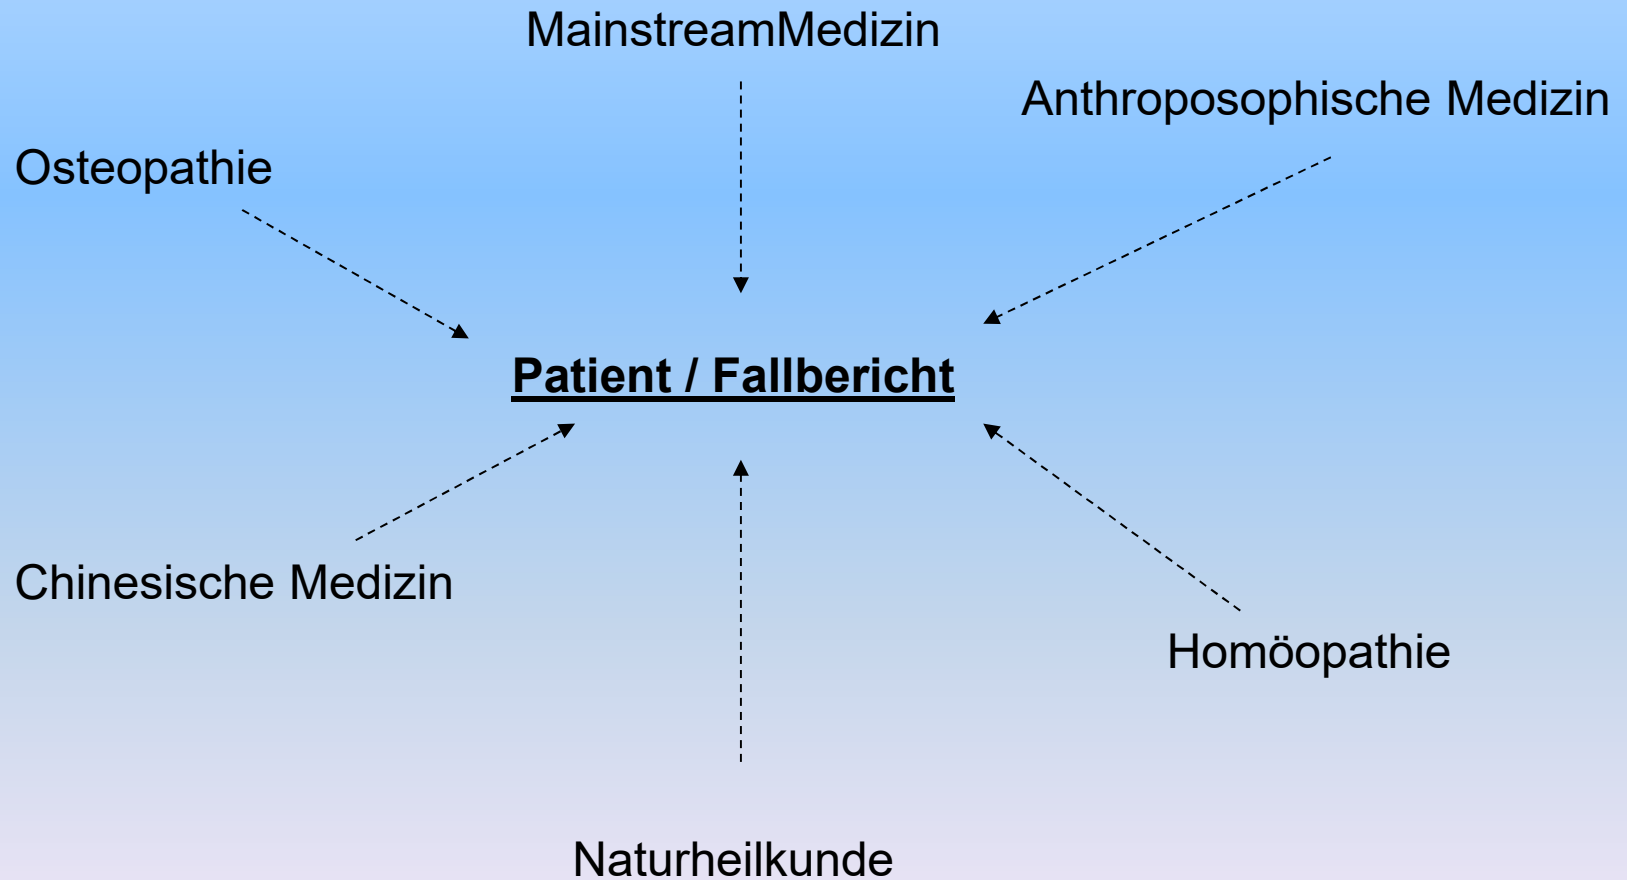 MainstreamMedizin
Anthroposophische Medizin
Osteopathie
Patient / Fallbericht
Chinesische Medizin
Homöopathie
Naturheilkunde